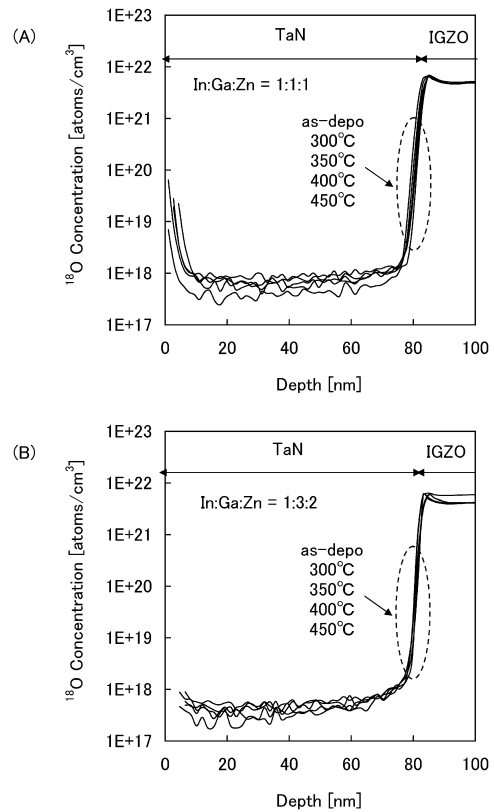 (A)
TaN
IGZO
1E+23
1E+22
1E+21
1E+20
1E+19
1E+18
1E+17
In:Ga:Zn = 1:1:1
as-depo
300℃
350℃
400℃
450℃
¹⁸O Concentration [atoms/cm³]
0
20
40
60
80
100
Depth [nm]
(B)
TaN
IGZO
1E+23
1E+22
1E+21
1E+20
1E+19
1E+18
1E+17
In:Ga:Zn = 1:3:2
as-depo
300℃
350℃
400℃
450℃
¹⁸O Concentration [atoms/cm³]
0
20
40
60
80
100
Depth [nm]